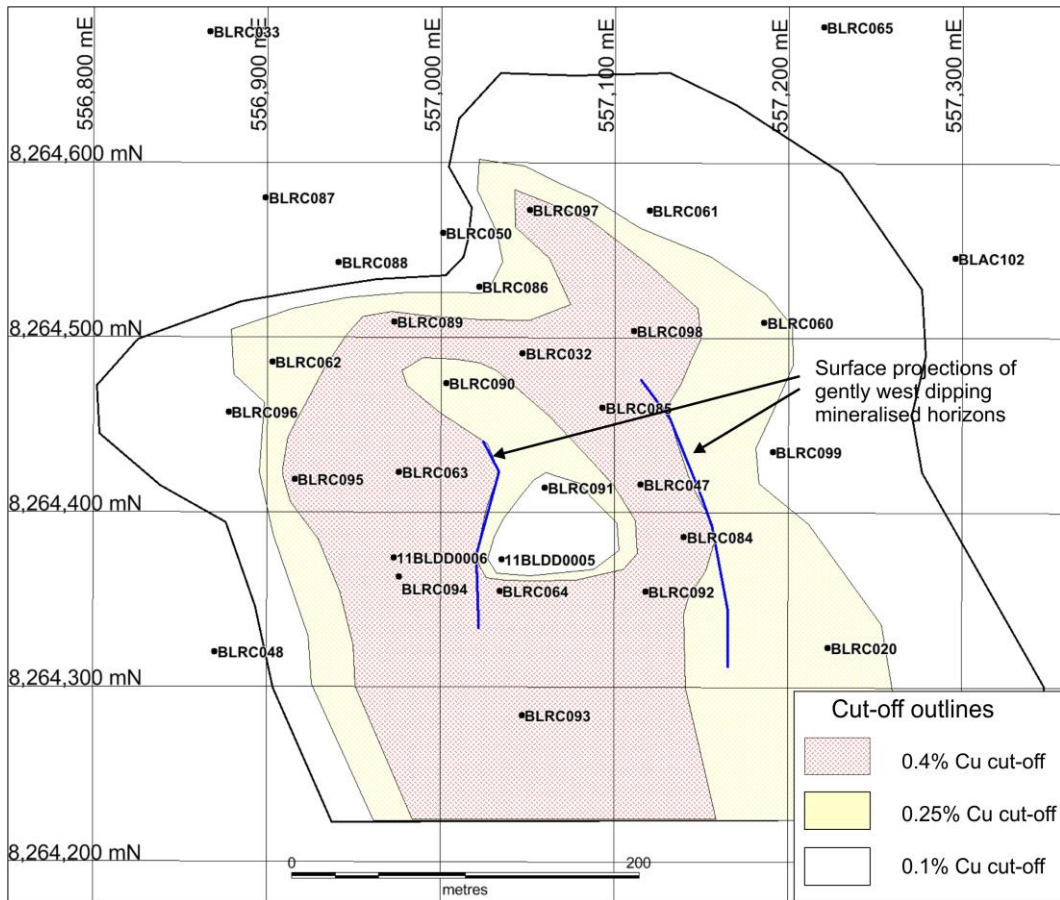 BLRC033
BLRC065
556,800 mE
556,900 mE
557,000 mE
557,100 mE
557,200 mE
557,300 mE
8,264,600 mN
BLRC087
BLRC097
BLRC061
BLRC050
BLRC088
BLAC102
BLRC086
8,264,500 mN
BLRC089
BLRC098
BLRC060
BLRC062
BLRC032
BLRC090
Surface projections of
gently west dipping
mineralised horizons
BLRC096
BLRC085
BLRC099
BLRC095
BLRC063
BLRC091
BLRC047
8,264,400 mN
BLRC084
11BLDD0006
11BLDD0005
BLRC094
BLRC064
BLRC092
BLRC048
BLRC020
8,264,300 mN
BLRC093
Cut-off outlines
0.4% Cu cut-off
0.25% Cu cut-off
0.1% Cu cut-off
8,264,200 mN
0
200
metres